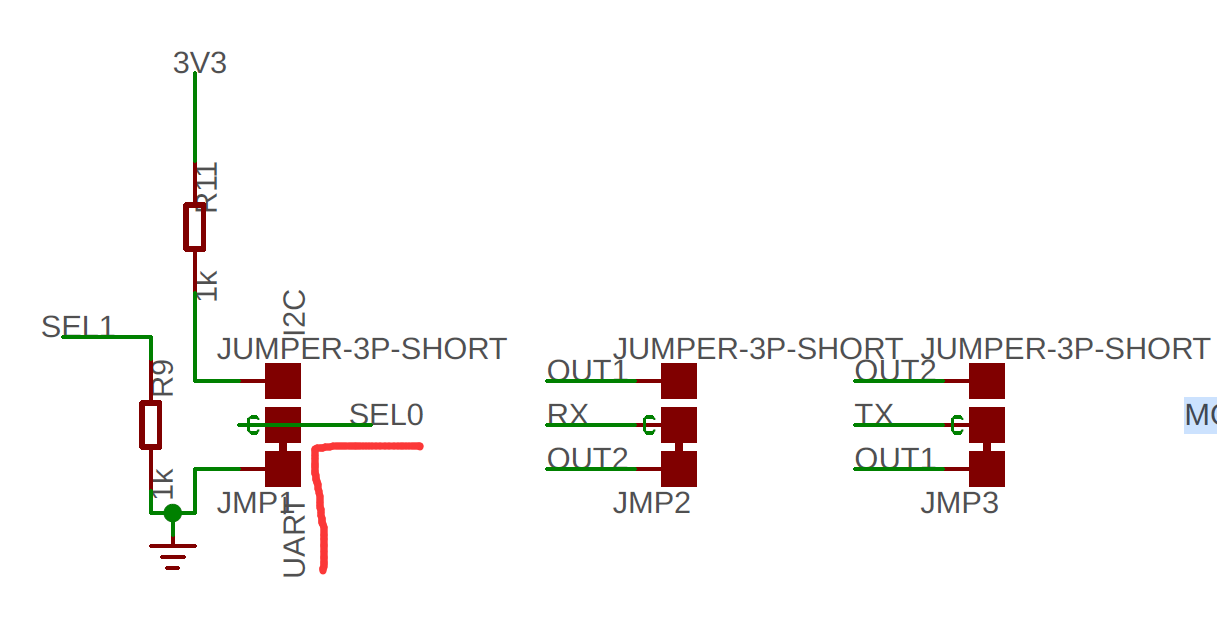 3V3
R11
1k
I2C
SEL1
JUMPER-3P-SHORT
JUMPER-3P-SHORT
JUMPER-3P-SHORT
R9
OUT1
OUT2
SEL0
RX
TX
MC
OUT2
OUT1
1k
JMP1
JMP2
JMP3
UART